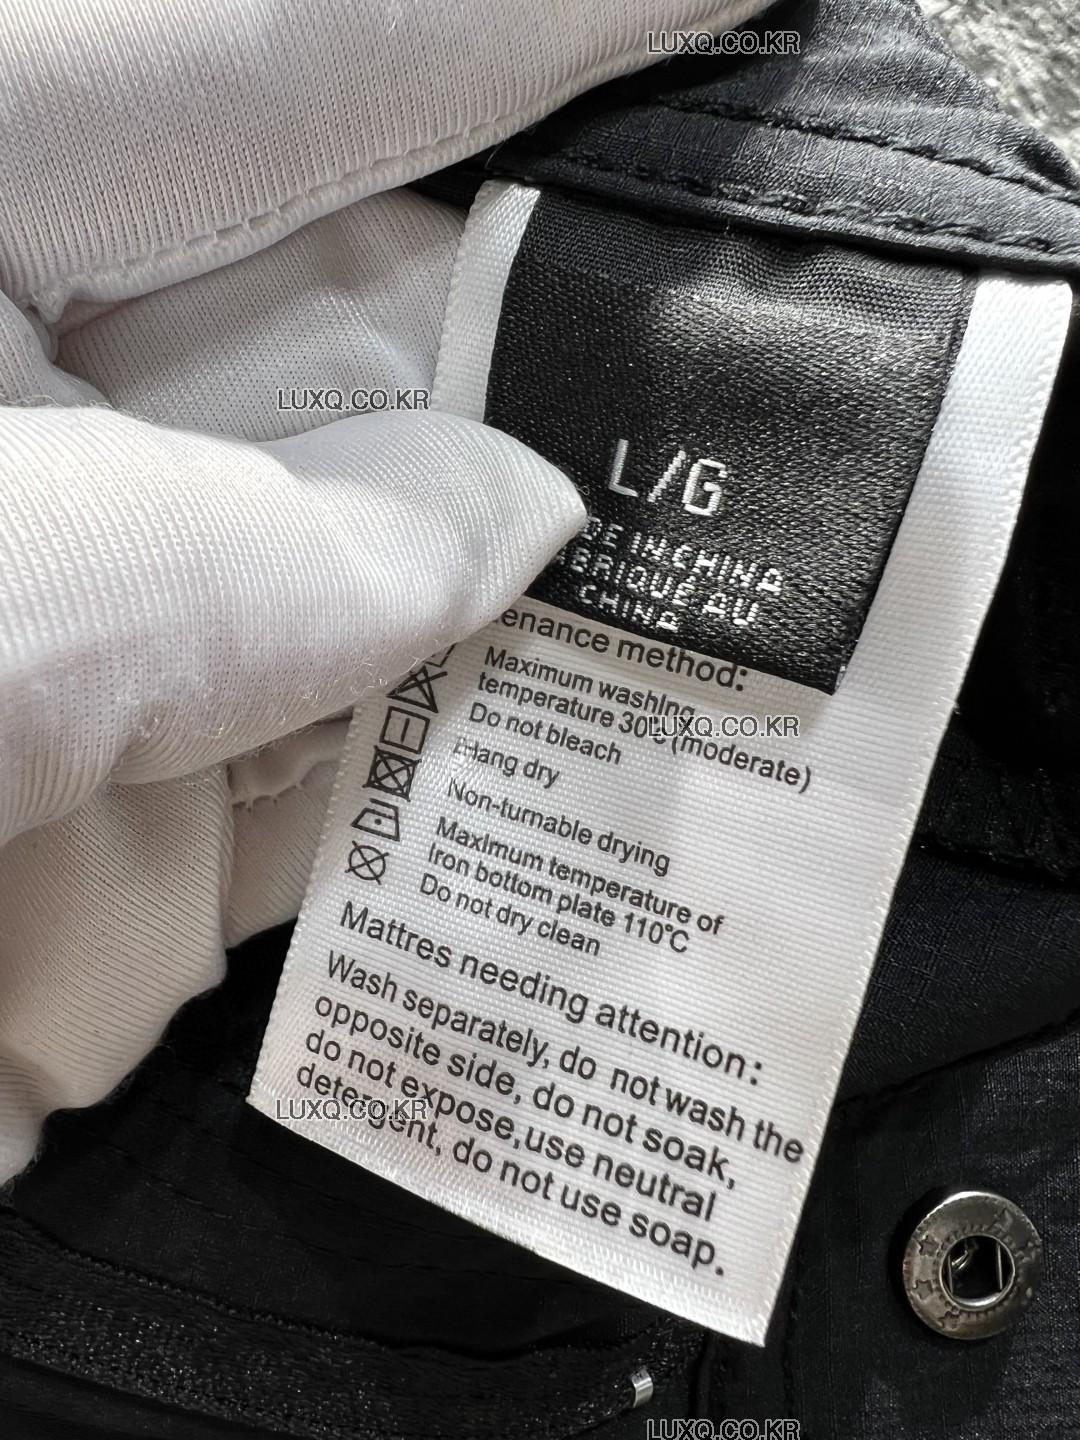 LUXQ.CO.KR
LUXQ.CO.KR
L/G
IN CHINA
AU
CHINA
method:
Maximum washing
temperature 30℃ (moderate)
LUXQ.CO.KR
Do not bleach
Hang dry
Non-turnable drying
Maximum temperature of
Iron bottom plate 110℃
Do not dry clean
Mattres needing attention:
Wash separately, do not wash the
opposite side, do not soak,
do not expose,use neutral
detergent, do not use soap.
LUXQ.CO.KR
LUXQ.CO.KR